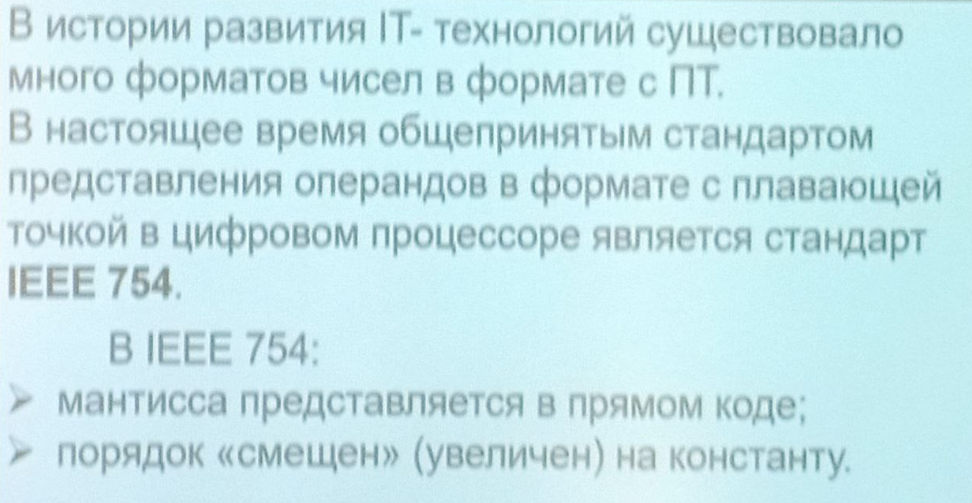 В истории развития IT- технологий существовало
много форматов чисел в формате с ПТ.
В настоящее время общепринятым стандартом
представления операндов в формате с плавающей
точкой в цифровом процессоре является стандарт
IEEE 754.
В IEEE 754:
➢ мантисса представляется в прямом коде;
➢ порядок «смещен» (увеличен) на константу.